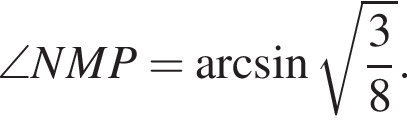 ∠NMP = arcsin √(3/8).